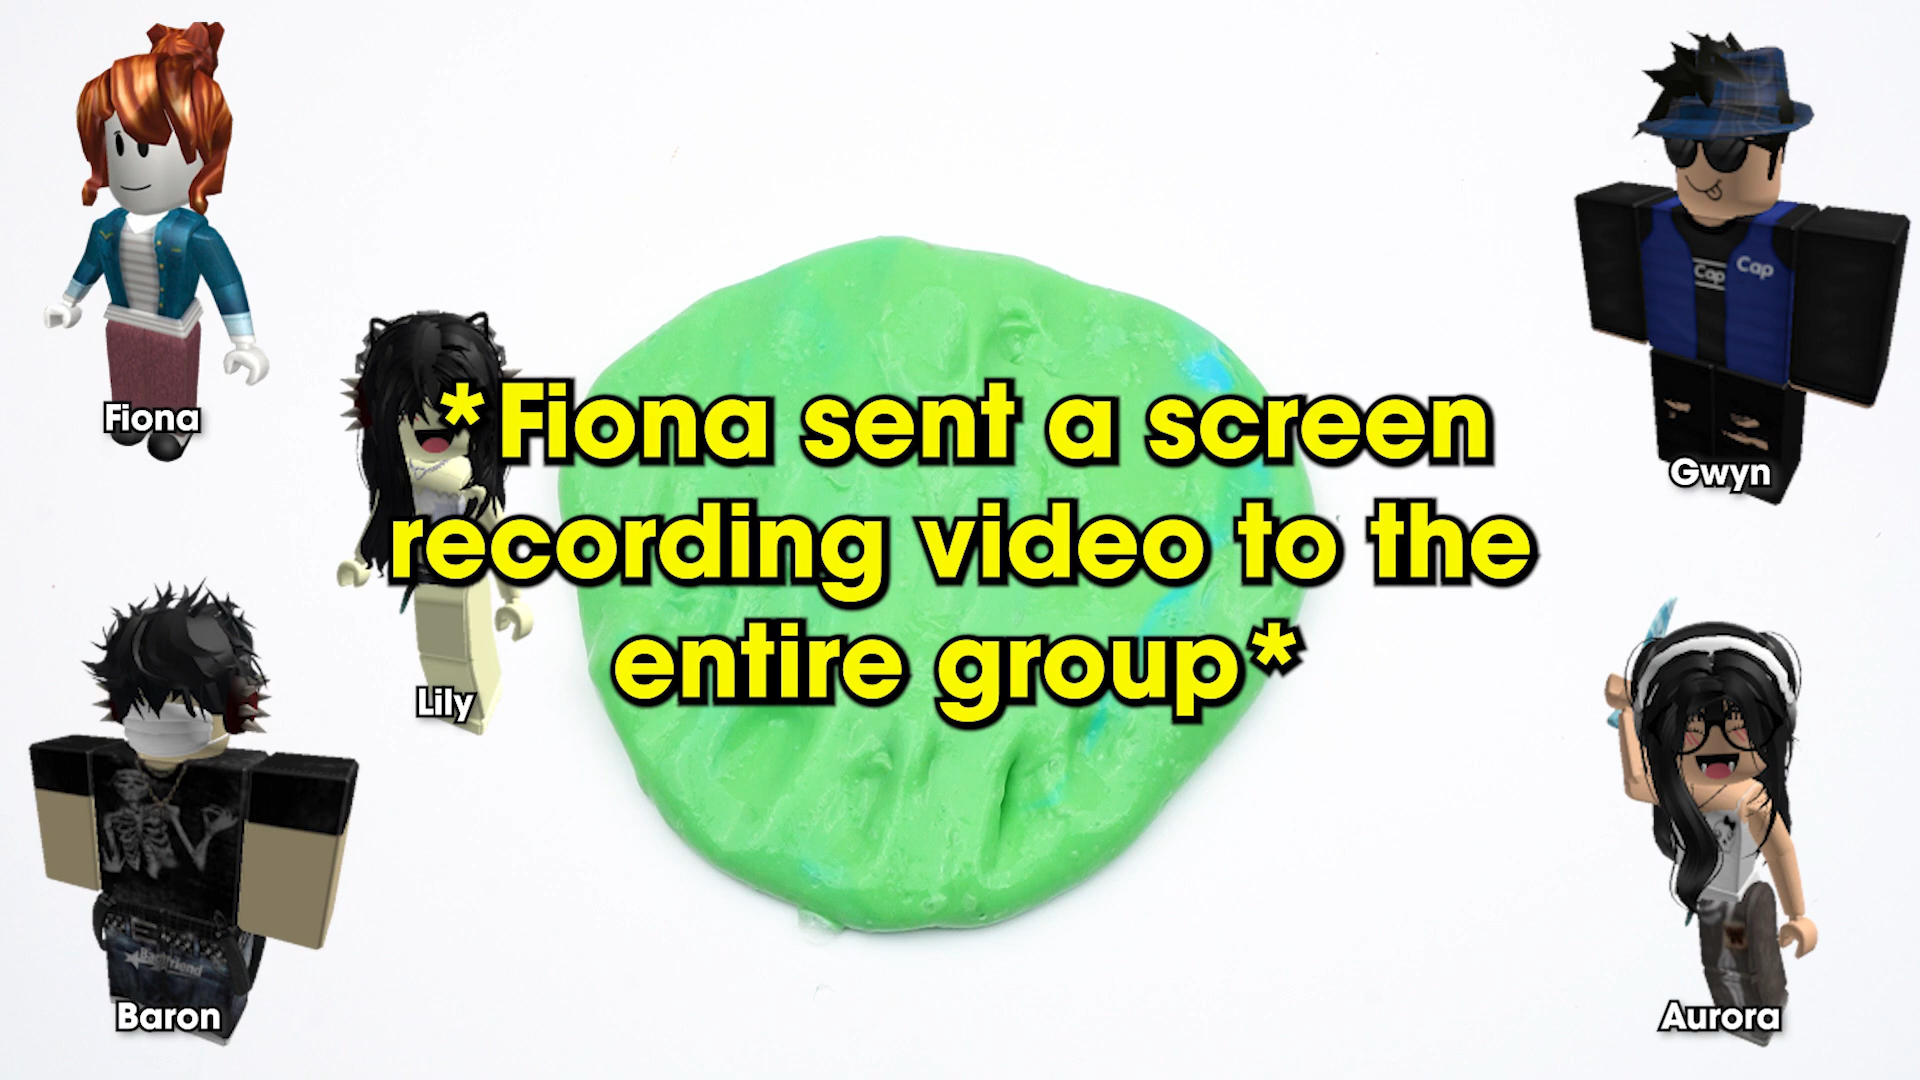 *Fiona sent a screen
recording video to the
entire group*
Fiona
Lily
Baron
Gwyn
Aurora
Cap
Cap